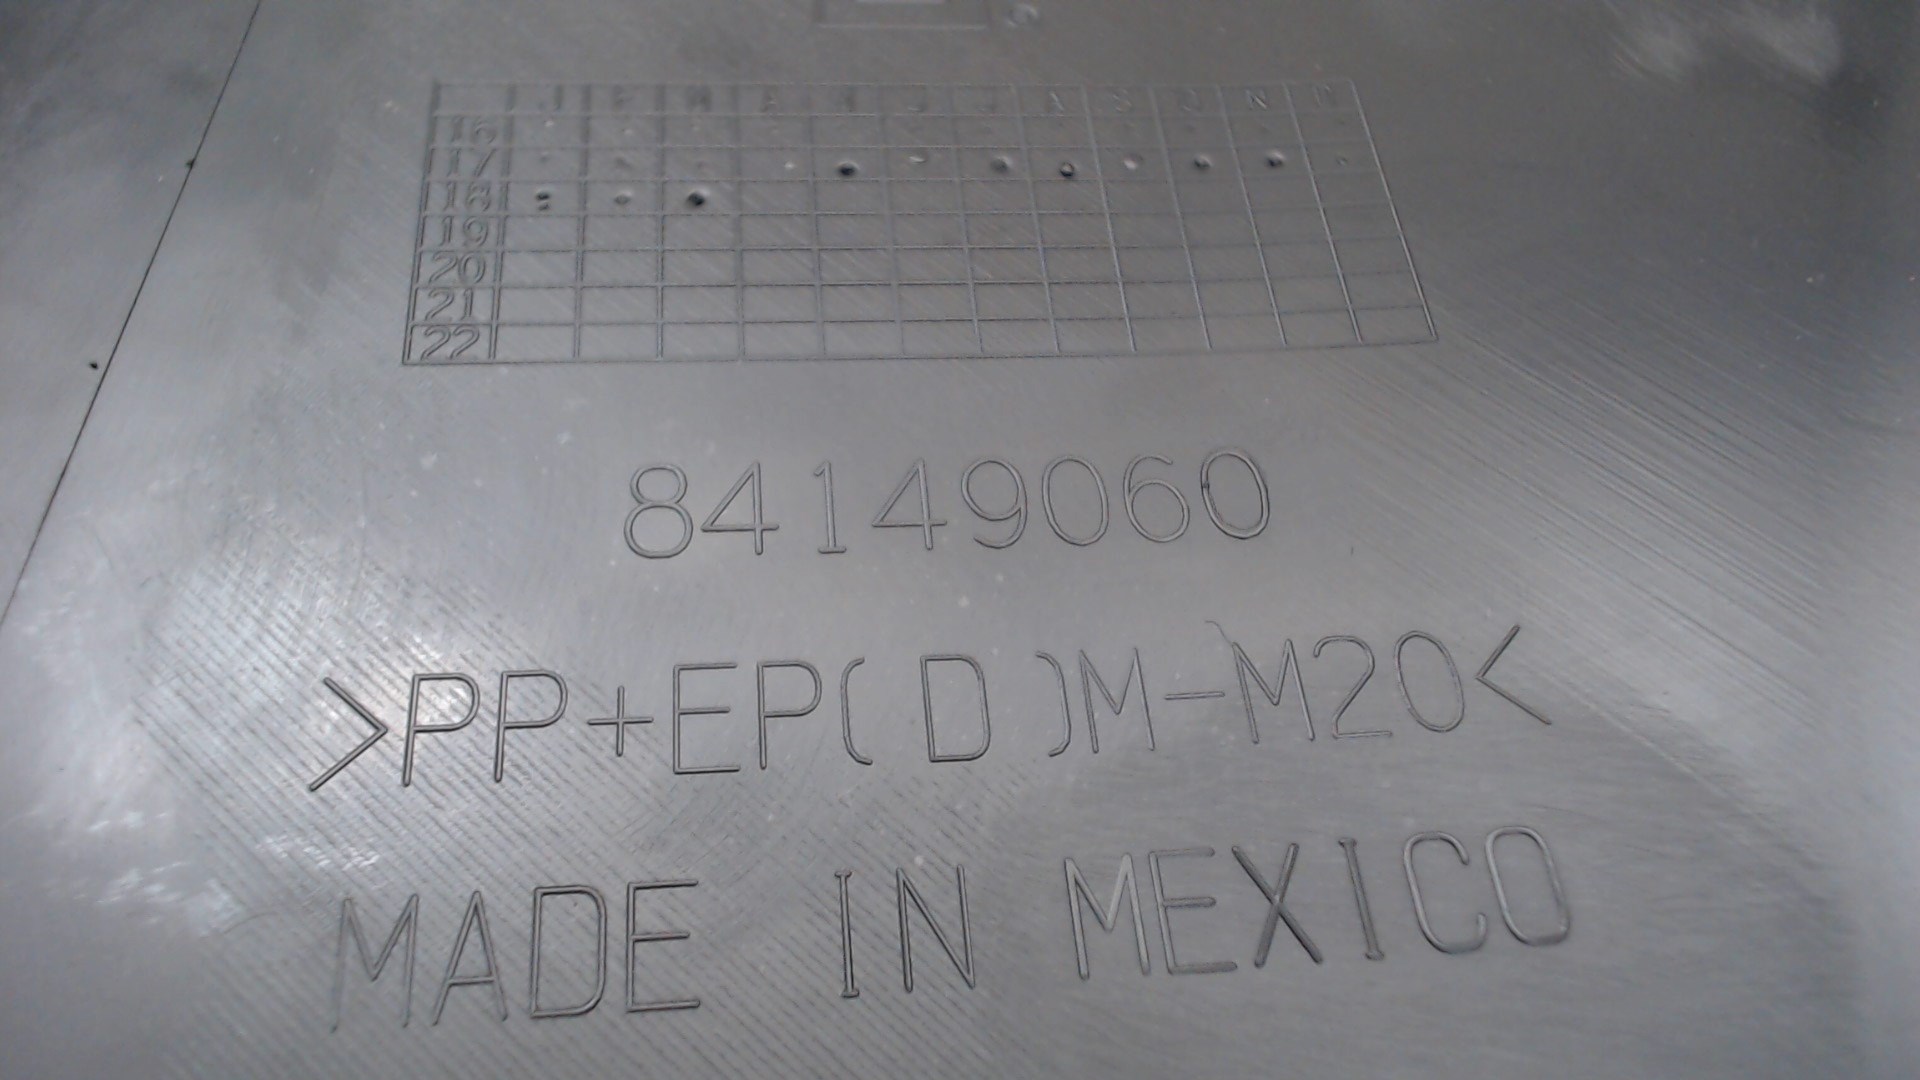 J F M A M J J A S O N D
16
17
18
19
20
21
22
84149060
>PP+EP(D)M-M20<
MADE IN MEXICO